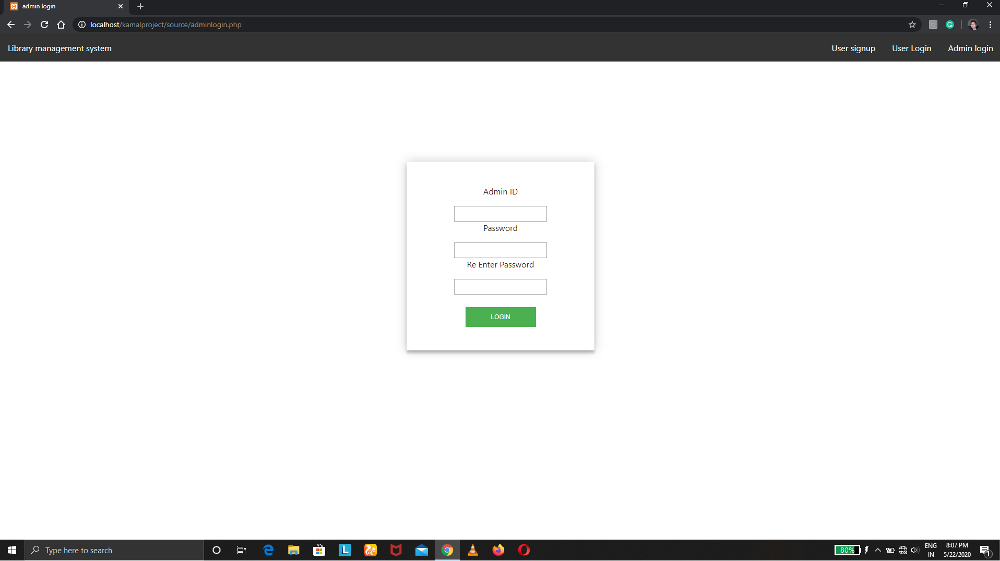 admin login
localhost/kamalproject/source/adminlogin.php
Library management system
User signup
User Login
Admin login
Admin ID
Password
Re Enter Password
LOGIN
Type here to search
80%
ENG
IN
8:07 PM
5/22/2020
1